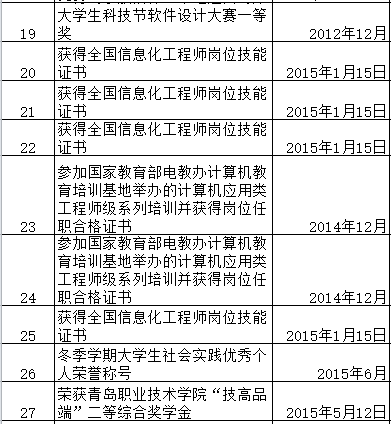 大学生科技节软件设计大赛一等
19 奖 2012年12月
获得全国信息化工程师岗位技能
20 证书 2015年1月15日
获得全国信息化工程师岗位技能
21 证书 2015年1月15日
获得全国信息化工程师岗位技能
22 证书 2015年1月15日
参加国家教育部电教办计算机教
育培训基地举办的计算机应用类
工程师级系列培训并获得岗位任
23 职合格证书 2014年12月
参加国家教育部电教办计算机教
育培训基地举办的计算机应用类
工程师级系列培训并获得岗位任
24 职合格证书 2014年12月
获得全国信息化工程师岗位技能
25 证书 2015年1月15日
冬季学期大学生社会实践优秀个
26 人荣誉称号 2015年6月
荣获青岛职业技术学院“技高品
27 端”二等综合奖学金 2015年5月12日